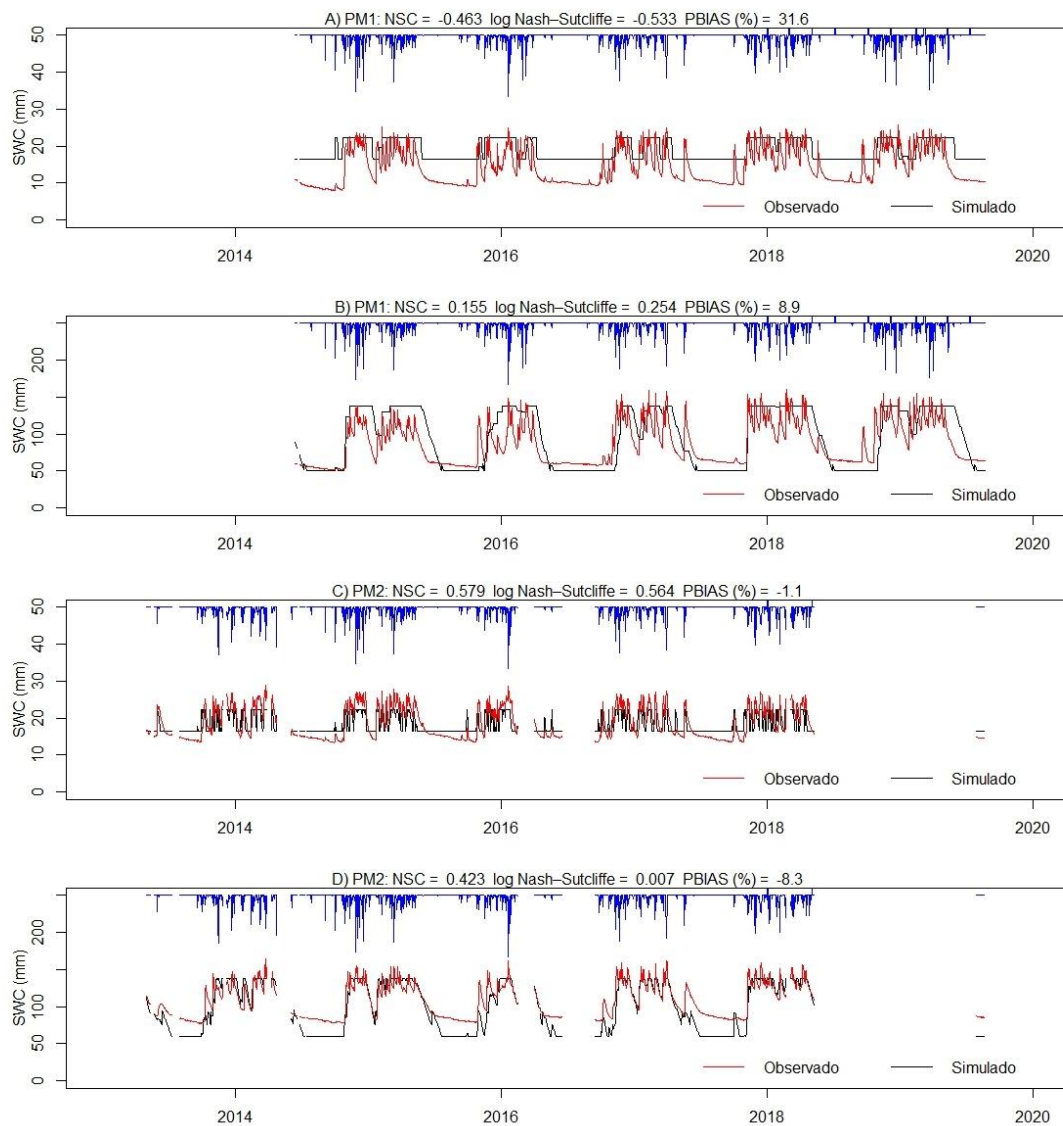 A) PM1: NSC = -0.463 log Nash–Sutcliffe = -0.533 PBIAS (%) = 31.6
50
40
30
20
10
0
SWC (mm)
Observado Simulado
2014 2016 2018 2020
B) PM1: NSC = 0.155 log Nash–Sutcliffe = 0.254 PBIAS (%) = 8.9
200
100
50
0
SWC (mm)
Observado Simulado
2014 2016 2018 2020
C) PM2: NSC = 0.579 log Nash–Sutcliffe = 0.564 PBIAS (%) = -1.1
50
40
30
20
10
0
SWC (mm)
Observado Simulado
2014 2016 2018 2020
D) PM2: NSC = 0.423 log Nash–Sutcliffe = 0.007 PBIAS (%) = -8.3
200
100
50
0
SWC (mm)
Observado Simulado
2014 2016 2018 2020